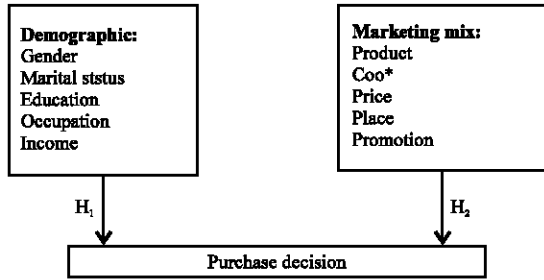 Demographic:
Gender
Marital ststus
Education
Occupation
Income
Marketing mix:
Product
Coo*
Price
Place
Promotion
H1
H2
Purchase decision